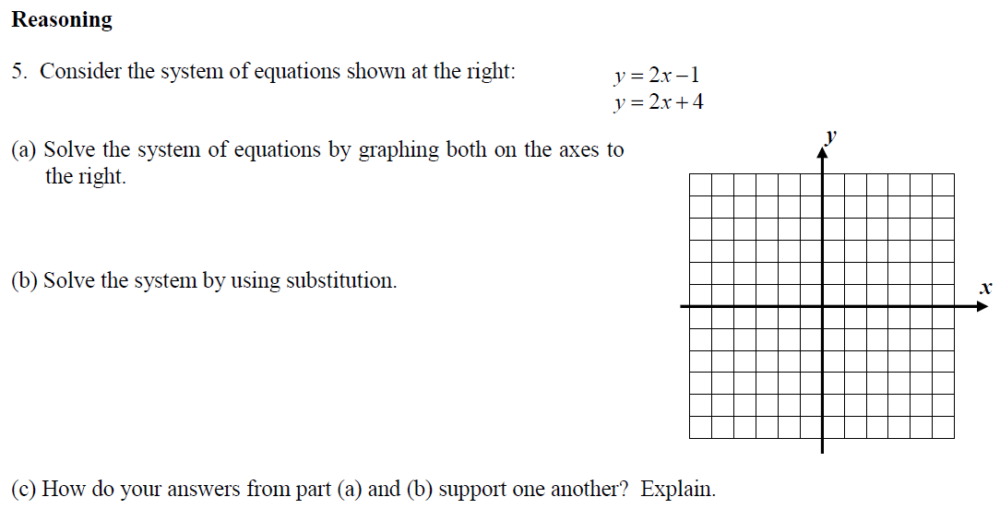 Reasoning
5. Consider the system of equations shown at the right:
y = 2x − 1
y = 2x + 4
(a) Solve the system of equations by graphing both on the axes to
the right.
y
(b) Solve the system by using substitution.
x
(c) How do your answers from part (a) and (b) support one another? Explain.